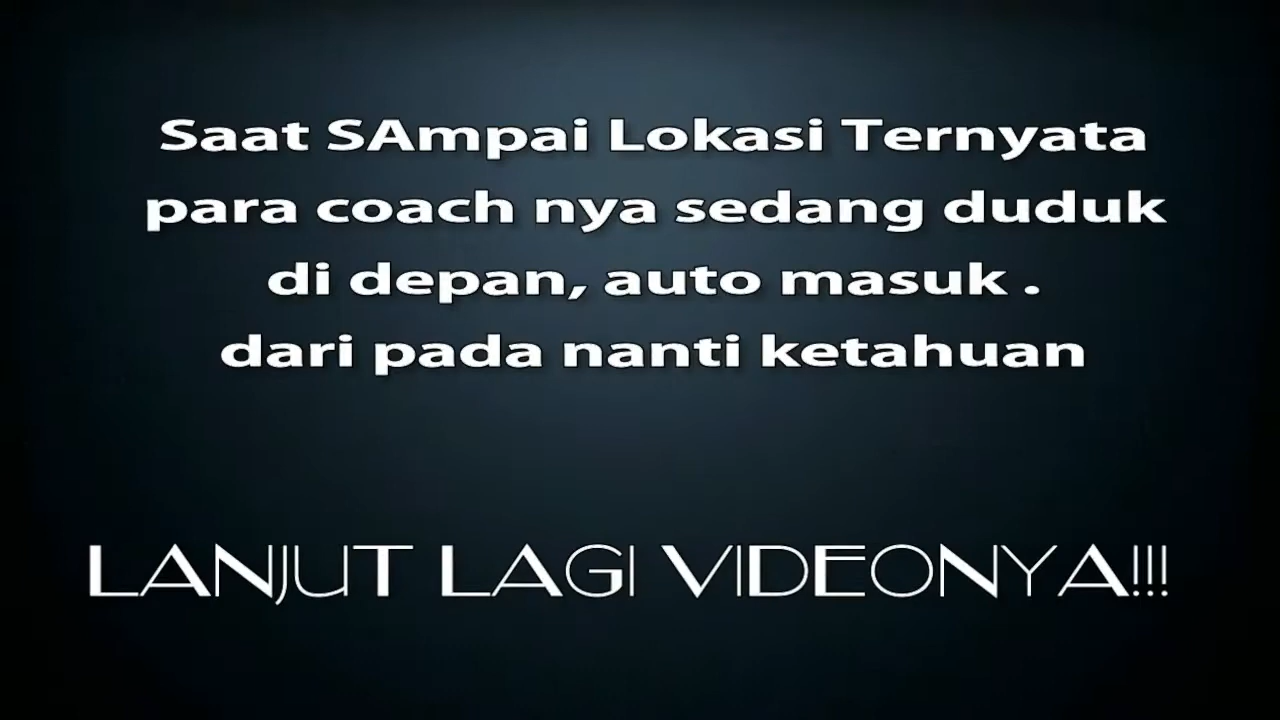 Saat SAmpai Lokasi Ternyata
para coach nya sedang duduk
di depan, auto masuk .
dari pada nanti ketahuan
LANJUT LAGI VIDEONYA!!!